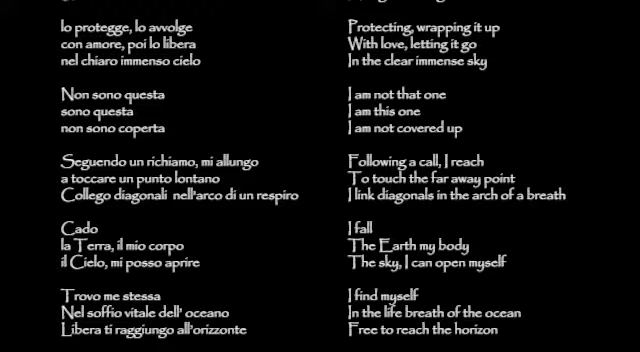 lo protegge, lo avvolge
con amore, poi lo libera
nel chiaro immenso cielo
Non sono questa
sono questa
non sono coperta
Seguendo un richiamo, mi allungo
a toccare un punto lontano
Collego diagonali nell'arco di un respiro
Cado
la Terra, il mio corpo
il Cielo, mi posso aprire
Trovo me stessa
Nel soffio vitale dell' oceano
Libera ti raggiungo all'orizzonte
Protecting, wrapping it up
With love, letting it go
In the clear immense sky
I am not that one
I am this one
I am not covered up
Following a call, I reach
To touch the far away point
I link diagonals in the arch of a breath
I fall
The Earth my body
The sky, I can open myself
I find myself
In the life breath of the ocean
Free to reach the horizon